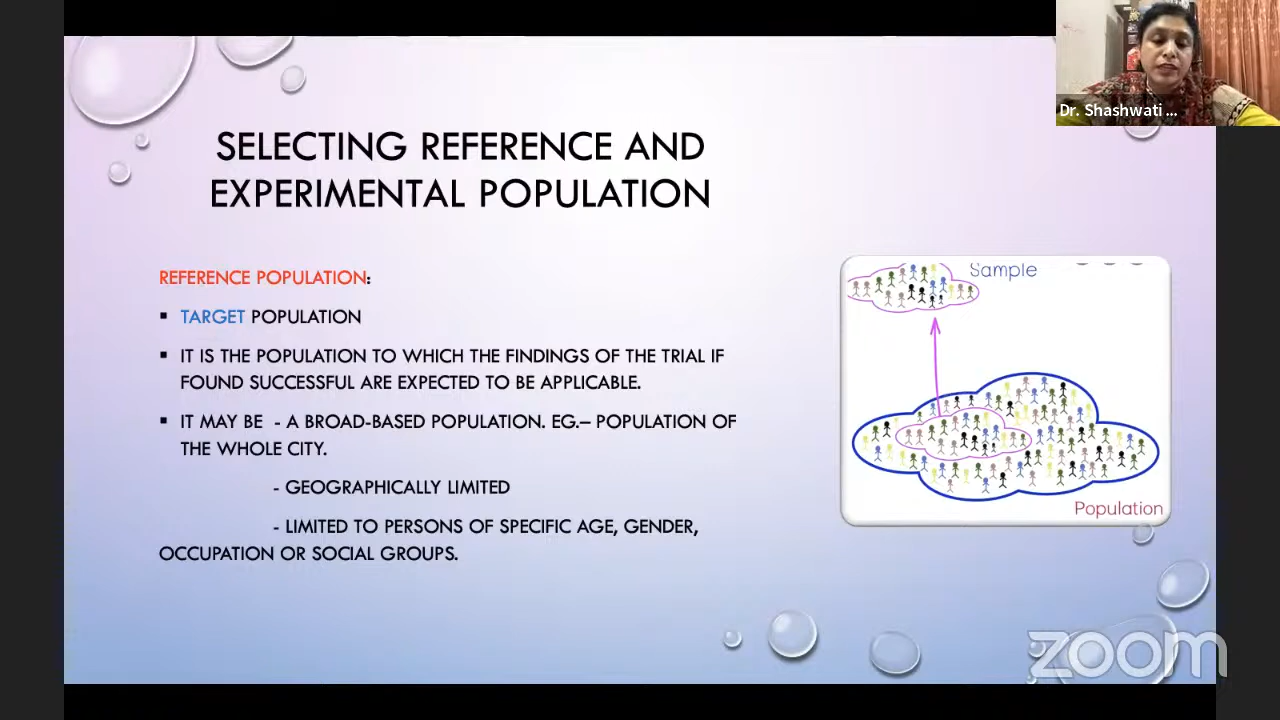 Dr. Shashwati ...
SELECTING REFERENCE AND
EXPERIMENTAL POPULATION
REFERENCE POPULATION:
▪ TARGET POPULATION
▪ IT IS THE POPULATION TO WHICH THE FINDINGS OF THE TRIAL IF
FOUND SUCCESSFUL ARE EXPECTED TO BE APPLICABLE.
▪ IT MAY BE - A BROAD-BASED POPULATION. EG.– POPULATION OF
THE WHOLE CITY.
- GEOGRAPHICALLY LIMITED
- LIMITED TO PERSONS OF SPECIFIC AGE, GENDER,
OCCUPATION OR SOCIAL GROUPS.
Sample
Population
zoom